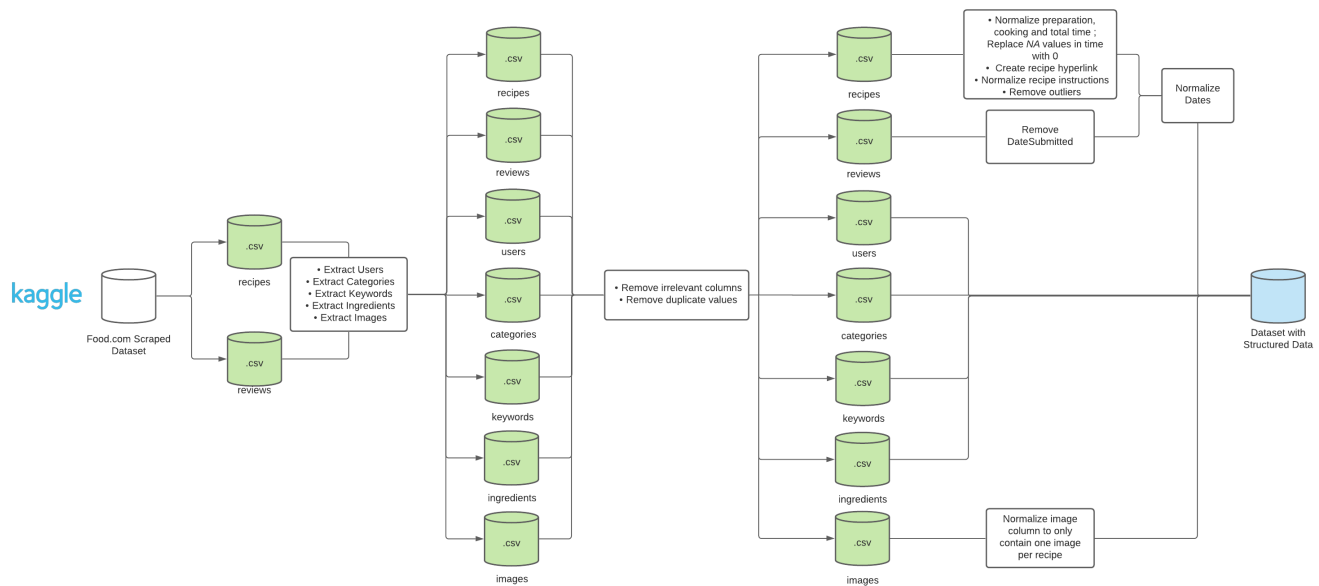 kaggle
Food.com Scraped
Dataset
.csv
recipes
.csv
reviews
• Extract Users
• Extract Categories
• Extract Keywords
• Extract Ingredients
• Extract Images
.csv
recipes
.csv
reviews
.csv
users
.csv
categories
.csv
keywords
.csv
ingredients
.csv
images
• Remove irrelevant columns
• Remove duplicate values
.csv
recipes
.csv
reviews
.csv
users
.csv
categories
.csv
keywords
.csv
ingredients
.csv
images
• Normalize preparation,
cooking and total time ;
Replace NA values in time
with 0
• Create recipe hyperlink
• Normalize recipe instructions
• Remove outliers
Remove
DateSubmitted
Normalize
Dates
Normalize image
column to only
contain one image
per recipe
Dataset with
Structured Data